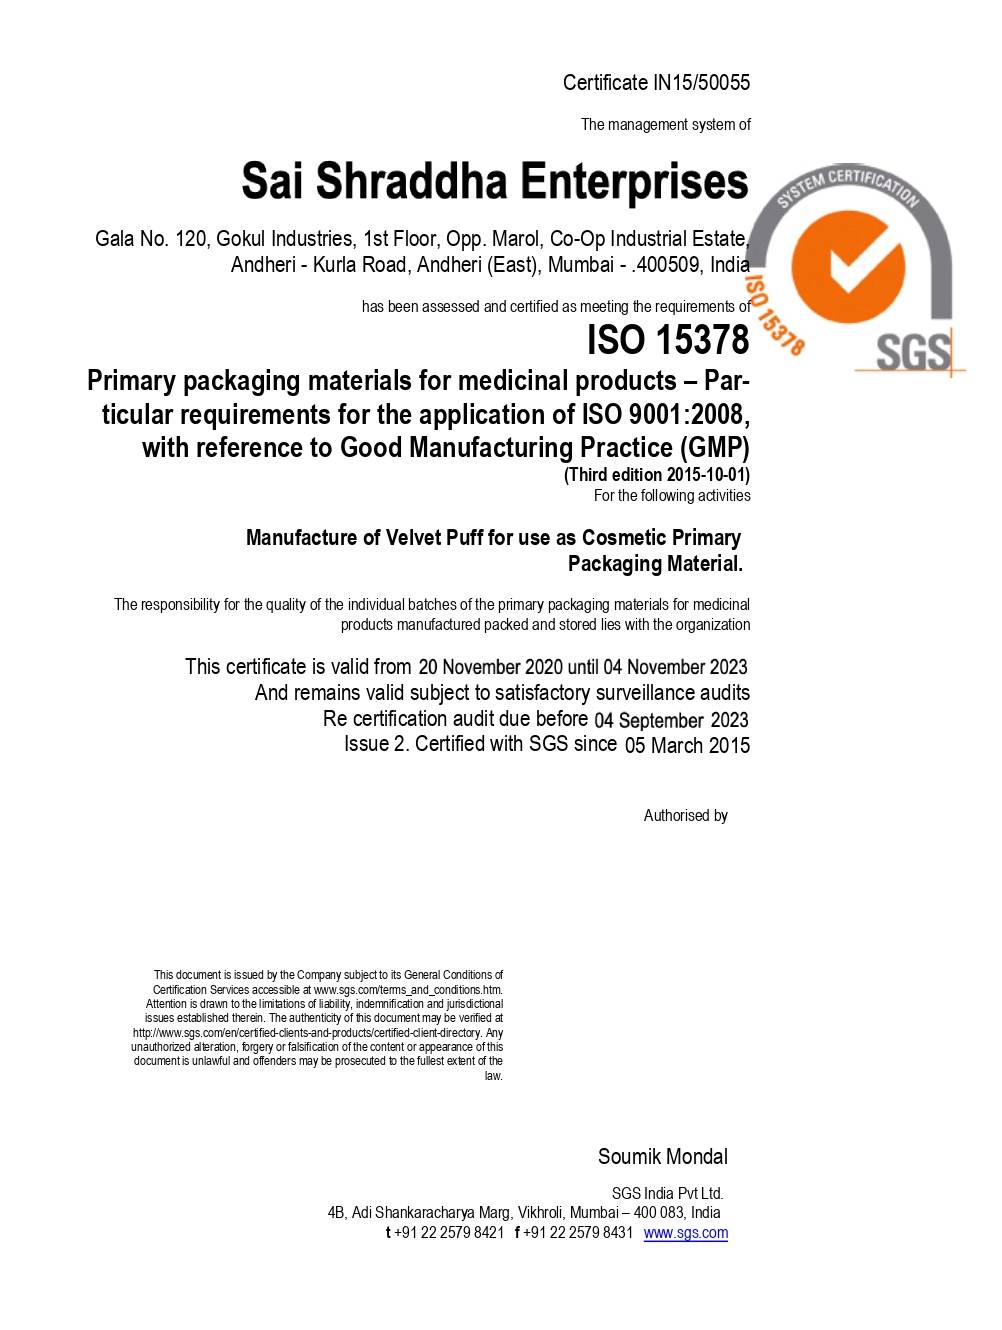 Certificate IN15/50055
The management system of
Sai Shraddha Enterprises
Gala No. 120, Gokul Industries, 1st Floor, Opp. Marol, Co-Op Industrial Estate,
Andheri - Kurla Road, Andheri (East), Mumbai - .400509, India
has been assessed and certified as meeting the requirements of
ISO 15378
Primary packaging materials for medicinal products – Par-
ticular requirements for the application of ISO 9001:2008,
with reference to Good Manufacturing Practice (GMP)
(Third edition 2015-10-01)
For the following activities
SYSTEM CERTIFICATION
ISO 15378
SGS
Manufacture of Velvet Puff for use as Cosmetic Primary
Packaging Material.
The responsibility for the quality of the individual batches of the primary packaging materials for medicinal
products manufactured packed and stored lies with the organization
This certificate is valid from 20 November 2020 until 04 November 2023
And remains valid subject to satisfactory surveillance audits
Re certification audit due before 04 September 2023
Issue 2. Certified with SGS since 05 March 2015
Authorised by
This document is issued by the Company subject to its General Conditions of
Certification Services accessible at www.sgs.com/terms_and_conditions.htm.
Attention is drawn to the limitations of liability, indemnification and jurisdictional
issues established therein. The authenticity of this document may be verified at
http://www.sgs.com/en/certified-clients-and-products/certified-client-directory. Any
unauthorized alteration, forgery or falsification of the content or appearance of this
document is unlawful and offenders may be prosecuted to the fullest extent of the
law.
Soumik Mondal
SGS India Pvt Ltd.
4B, Adi Shankaracharya Marg, Vikhroli, Mumbai – 400 083, India
t +91 22 2579 8421 f +91 22 2579 8431 www.sgs.com